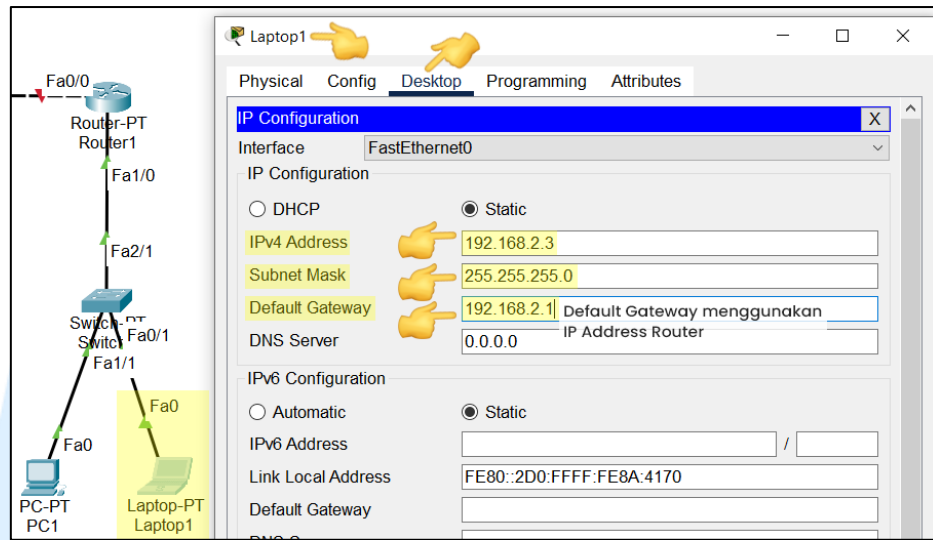 Fa0/0
Router-PT
Router1
Fa1/0
Fa2/1
Switch-PT
Switch
Fa0/1
Fa1/1
Fa0
Fa0
PC-PT
PC1
Laptop-PT
Laptop1
Laptop1
Physical Config Desktop Programming Attributes
IP Configuration X
Interface FastEthernet0
IP Configuration
DHCP Static
IPv4 Address 192.168.2.3
Subnet Mask 255.255.255.0
Default Gateway 192.168.2.1 Default Gateway menggunakan
IP Address Router
DNS Server 0.0.0.0
IPv6 Configuration
Automatic Static
IPv6 Address /
Link Local Address FE80::2D0:FFFF:FE8A:4170
Default Gateway